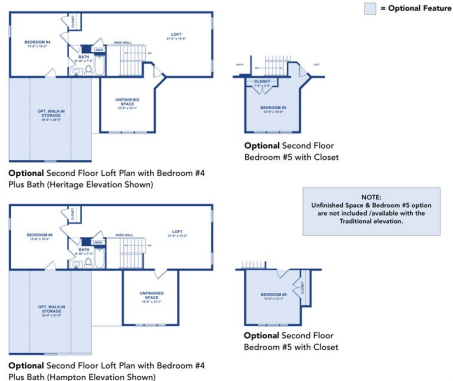 = Optional Feature
CLOSET
BEDROOM #4
LOFT
KNEE WALL
LINEN
BATH
UNFINISHED
SPACE
OPT. WALK-IN
STORAGE
BATH
LOFT
CLOSET
BEDROOM #5
Optional Second Floor Loft Plan with Bedroom #4
Plus Bath (Heritage Elevation Shown)
Optional Second Floor
Bedroom #5 with Closet
NOTE:
Unfinished Space & Bedroom #5 option
are not included /available with the
Traditional elevation.
CLOSET
BEDROOM #4
LOFT
KNEE WALL
LINEN
BATH
UNFINISHED
SPACE
OPT. WALK-IN
STORAGE
BEDROOM #5
CLOSET
Optional Second Floor Loft Plan with Bedroom #4
Plus Bath (Hampton Elevation Shown)
Optional Second Floor
Bedroom #5 with Closet